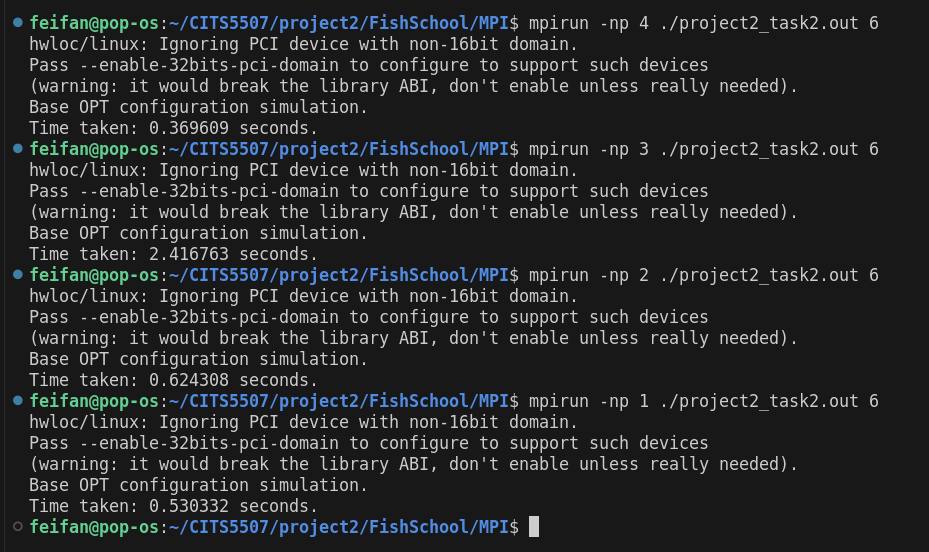 feifan@pop-os:~/CITS5507/project2/FishSchool/MPI$ mpirun -np 4 ./project2_task2.out 6
hwloc/linux: Ignoring PCI device with non-16bit domain.
Pass --enable-32bits-pci-domain to configure to support such devices
(warning: it would break the library ABI, don't enable unless really needed).
Base OPT configuration simulation.
Time taken: 0.369609 seconds.
feifan@pop-os:~/CITS5507/project2/FishSchool/MPI$ mpirun -np 3 ./project2_task2.out 6
hwloc/linux: Ignoring PCI device with non-16bit domain.
Pass --enable-32bits-pci-domain to configure to support such devices
(warning: it would break the library ABI, don't enable unless really needed).
Base OPT configuration simulation.
Time taken: 2.416763 seconds.
feifan@pop-os:~/CITS5507/project2/FishSchool/MPI$ mpirun -np 2 ./project2_task2.out 6
hwloc/linux: Ignoring PCI device with non-16bit domain.
Pass --enable-32bits-pci-domain to configure to support such devices
(warning: it would break the library ABI, don't enable unless really needed).
Base OPT configuration simulation.
Time taken: 0.624308 seconds.
feifan@pop-os:~/CITS5507/project2/FishSchool/MPI$ mpirun -np 1 ./project2_task2.out 6
hwloc/linux: Ignoring PCI device with non-16bit domain.
Pass --enable-32bits-pci-domain to configure to support such devices
(warning: it would break the library ABI, don't enable unless really needed).
Base OPT configuration simulation.
Time taken: 0.530332 seconds.
feifan@pop-os:~/CITS5507/project2/FishSchool/MPI$